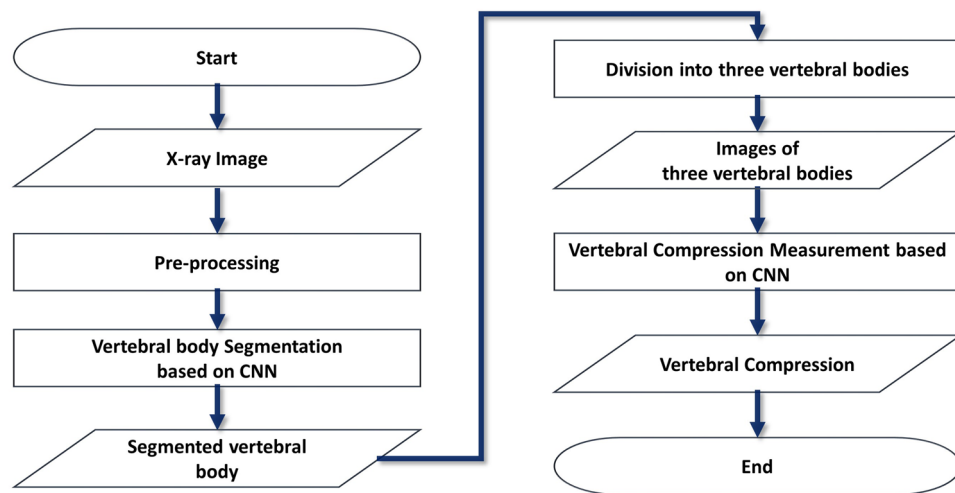 Start
X-ray Image
Pre-processing
Vertebral body Segmentation
based on CNN
Segmented vertebral
body
Division into three vertebral bodies
Images of
three vertebral bodies
Vertebral Compression Measurement based
on CNN
Vertebral Compression
End